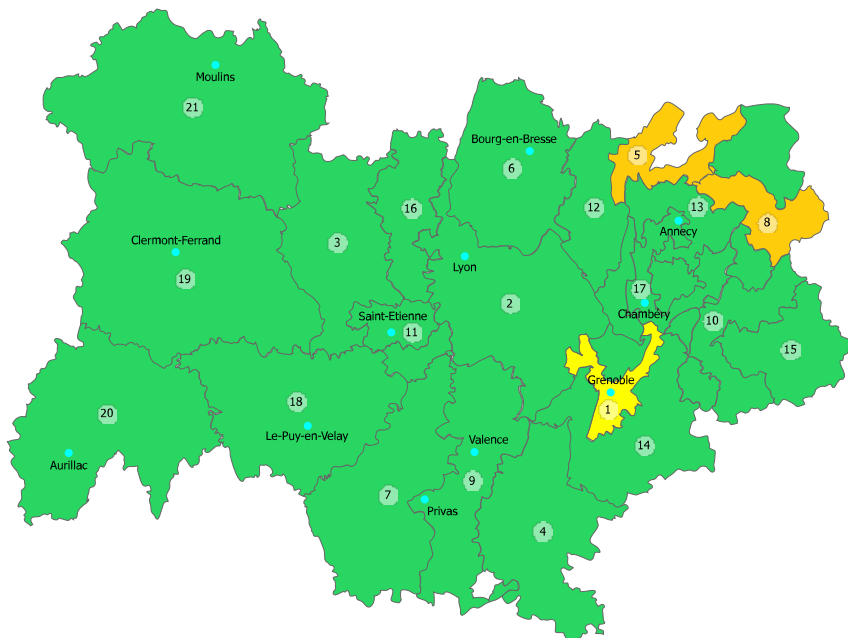 Moulins
21
Bourg-en-Bresse
6
5
16
12
13
Annecy
8
Clermont-Ferrand
3
19
Lyon
17
2
Chambéry
10
Saint-Etienne
11
15
Grenoble
1
18
20
Le-Puy-en-Velay
Valence
14
Aurillac
9
7
Privas
4